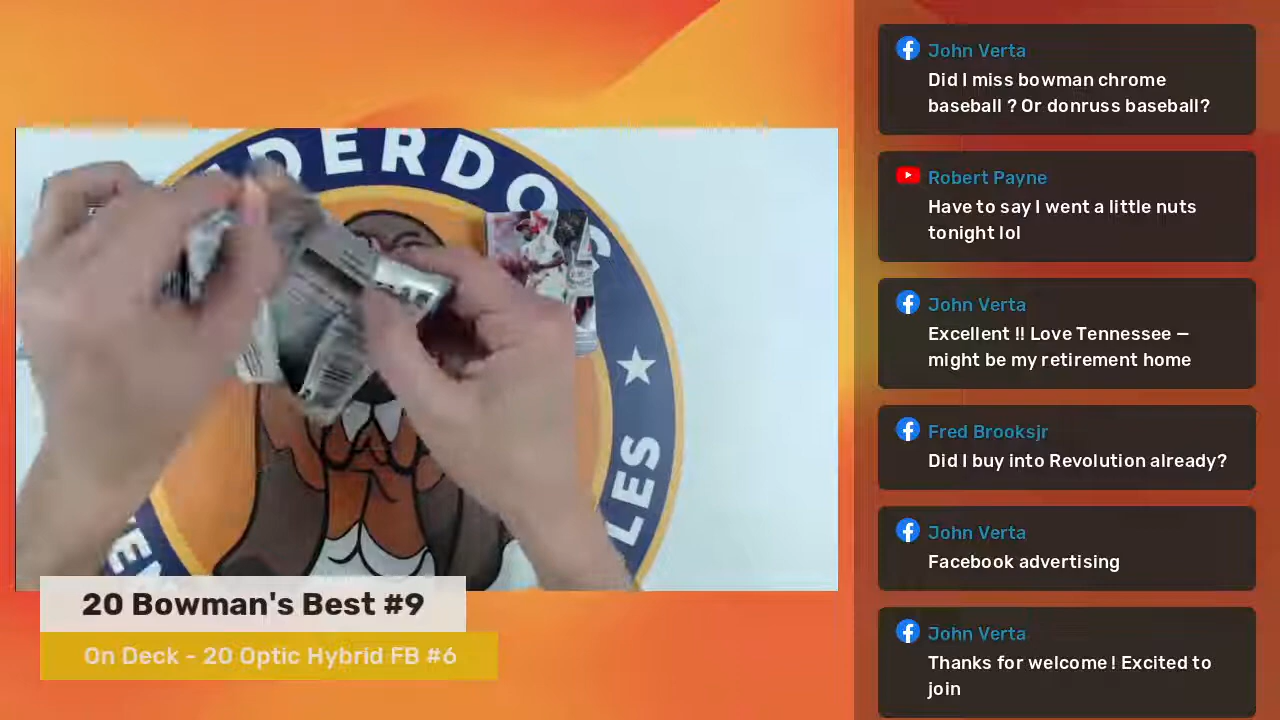 John Verta
Did I miss bowman chrome
baseball ? Or donruss baseball?
Robert Payne
Have to say I went a little nuts
tonight lol
John Verta
Excellent !! Love Tennessee —
might be my retirement home
Fred Brooksjr
Did I buy into Revolution already?
John Verta
Facebook advertising
John Verta
Thanks for welcome ! Excited to
join
20 Bowman's Best #9
On Deck - 20 Optic Hybrid FB #6